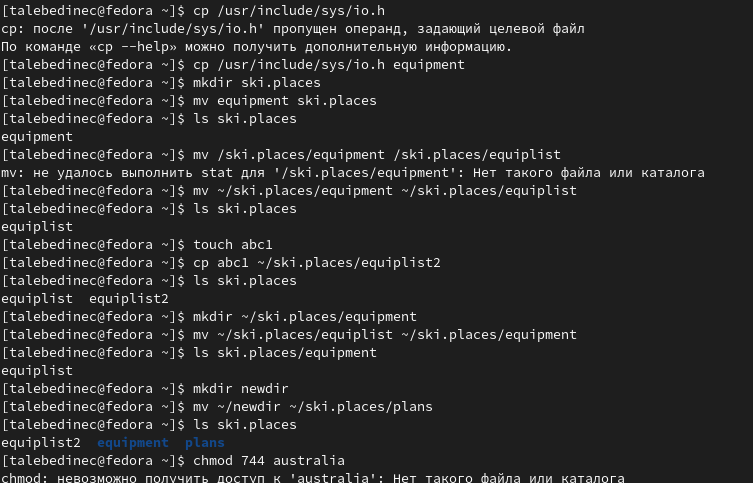 [talebedinec@fedora ~]$ cp /usr/include/sys/io.h
cp: после '/usr/include/sys/io.h' пропущен операнд, задающий целевой файл
По команде «cp --help» можно получить дополнительную информацию.
[talebedinec@fedora ~]$ cp /usr/include/sys/io.h equipment
[talebedinec@fedora ~]$ mkdir ski.places
[talebedinec@fedora ~]$ mv equipment ski.places
[talebedinec@fedora ~]$ ls ski.places
equipment
[talebedinec@fedora ~]$ mv /ski.places/equipment /ski.places/equiplist
mv: не удалось выполнить stat для '/ski.places/equipment': Нет такого файла или каталога
[talebedinec@fedora ~]$ mv ~/ski.places/equipment ~/ski.places/equiplist
[talebedinec@fedora ~]$ ls ski.places
equiplist
[talebedinec@fedora ~]$ touch abc1
[talebedinec@fedora ~]$ cp abc1 ~/ski.places/equiplist2
[talebedinec@fedora ~]$ ls ski.places
equiplist  equiplist2
[talebedinec@fedora ~]$ mkdir ~/ski.places/equipment
[talebedinec@fedora ~]$ mv ~/ski.places/equiplist ~/ski.places/equipment
[talebedinec@fedora ~]$ ls ski.places/equipment
equiplist
[talebedinec@fedora ~]$ mkdir newdir
[talebedinec@fedora ~]$ mv ~/newdir ~/ski.places/plans
[talebedinec@fedora ~]$ ls ski.places
equiplist2  equipment  plans
[talebedinec@fedora ~]$ chmod 744 australia
chmod: невозможно получить доступ к 'australia': Нет такого файла или каталога